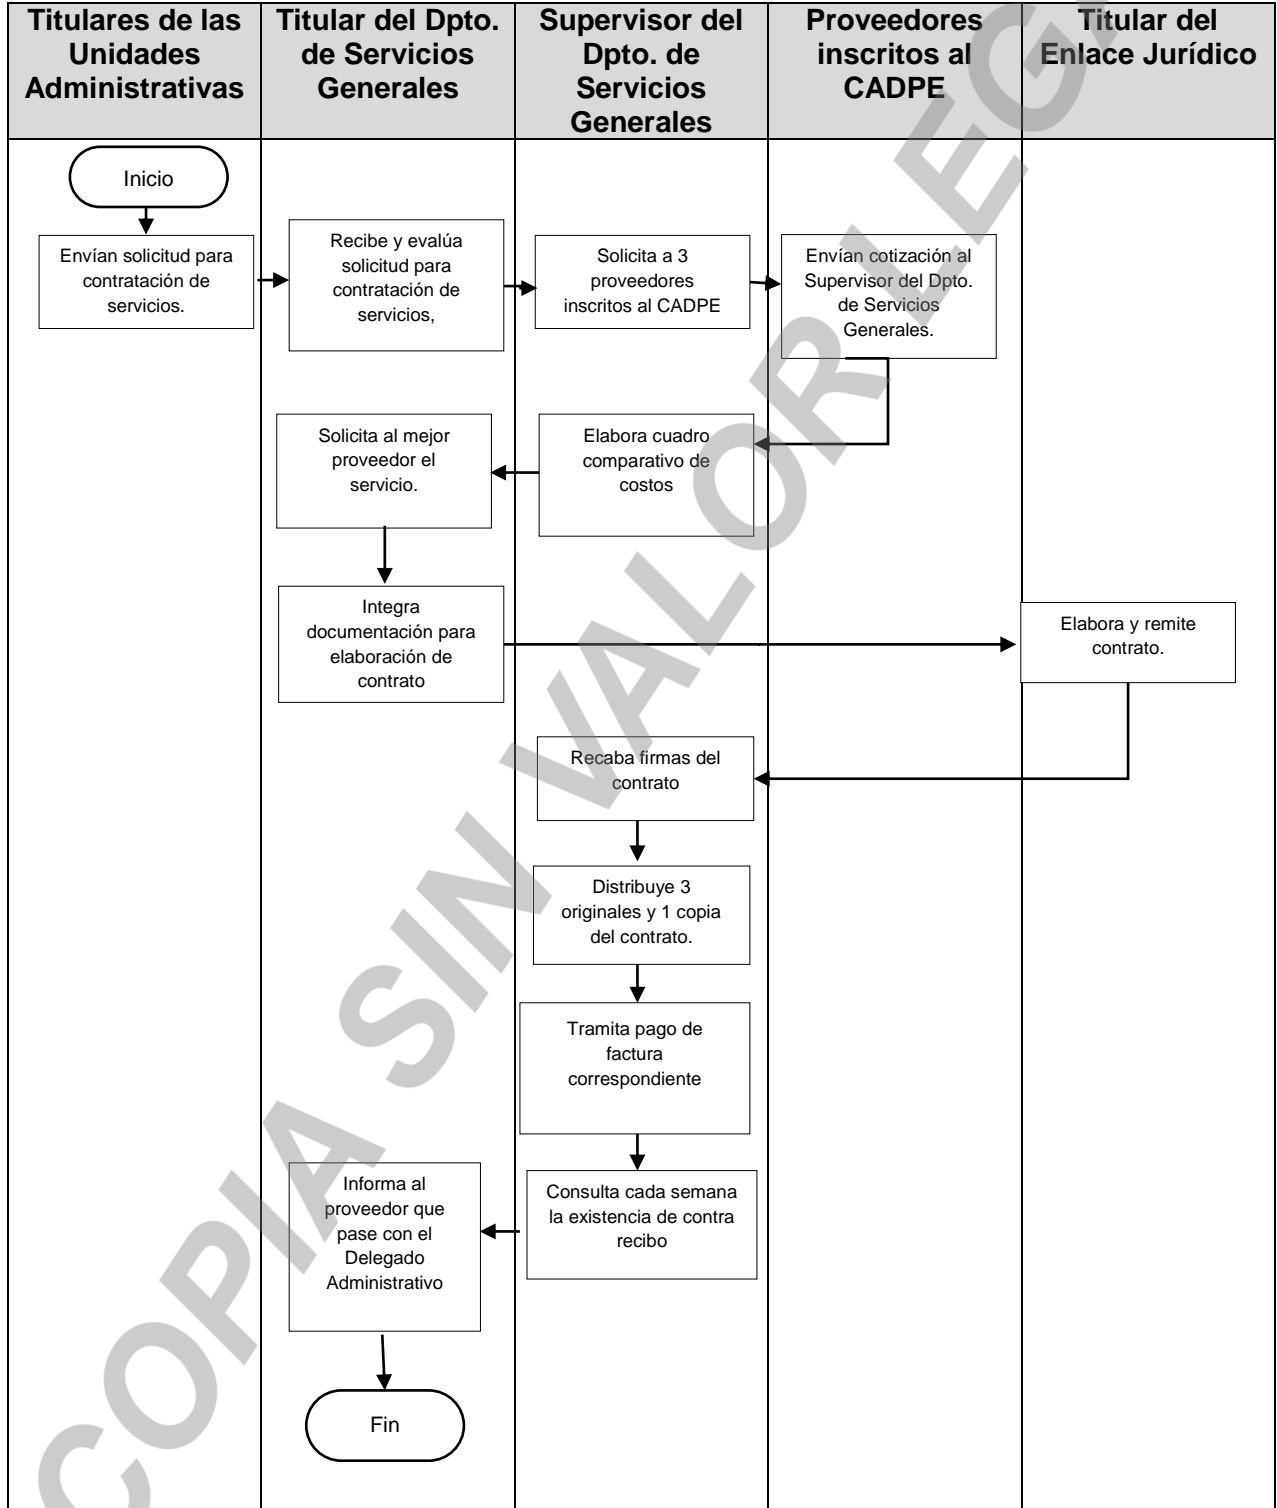 Titulares de las
Unidades
Administrativas
Titular del Dpto.
de Servicios
Generales
Supervisor del
Dpto. de
Servicios
Generales
Proveedores
inscritos al
CADPE
Titular del
Enlace Jurídico
Inicio
Envían solicitud para
contratación de
servicios.
Recibe y evalúa
solicitud para
contratación de
servicios,
Solicita a 3
proveedores
inscritos al CADPE
Envían cotización al
Supervisor del Dpto.
de Servicios
Generales.
Elabora cuadro
comparativo de
costos
Solicita al mejor
proveedor el
servicio.
Integra
documentación para
elaboración de
contrato
Elabora y remite
contrato.
Recaba firmas del
contrato
Distribuye 3
originales y 1 copia
del contrato.
Tramita pago de
factura
correspondiente
Consulta cada semana
la existencia de contra
recibo
Informa al
proveedor que
pase con el
Delegado
Administrativo
Fin
COPIA SIN VALOR LEGA